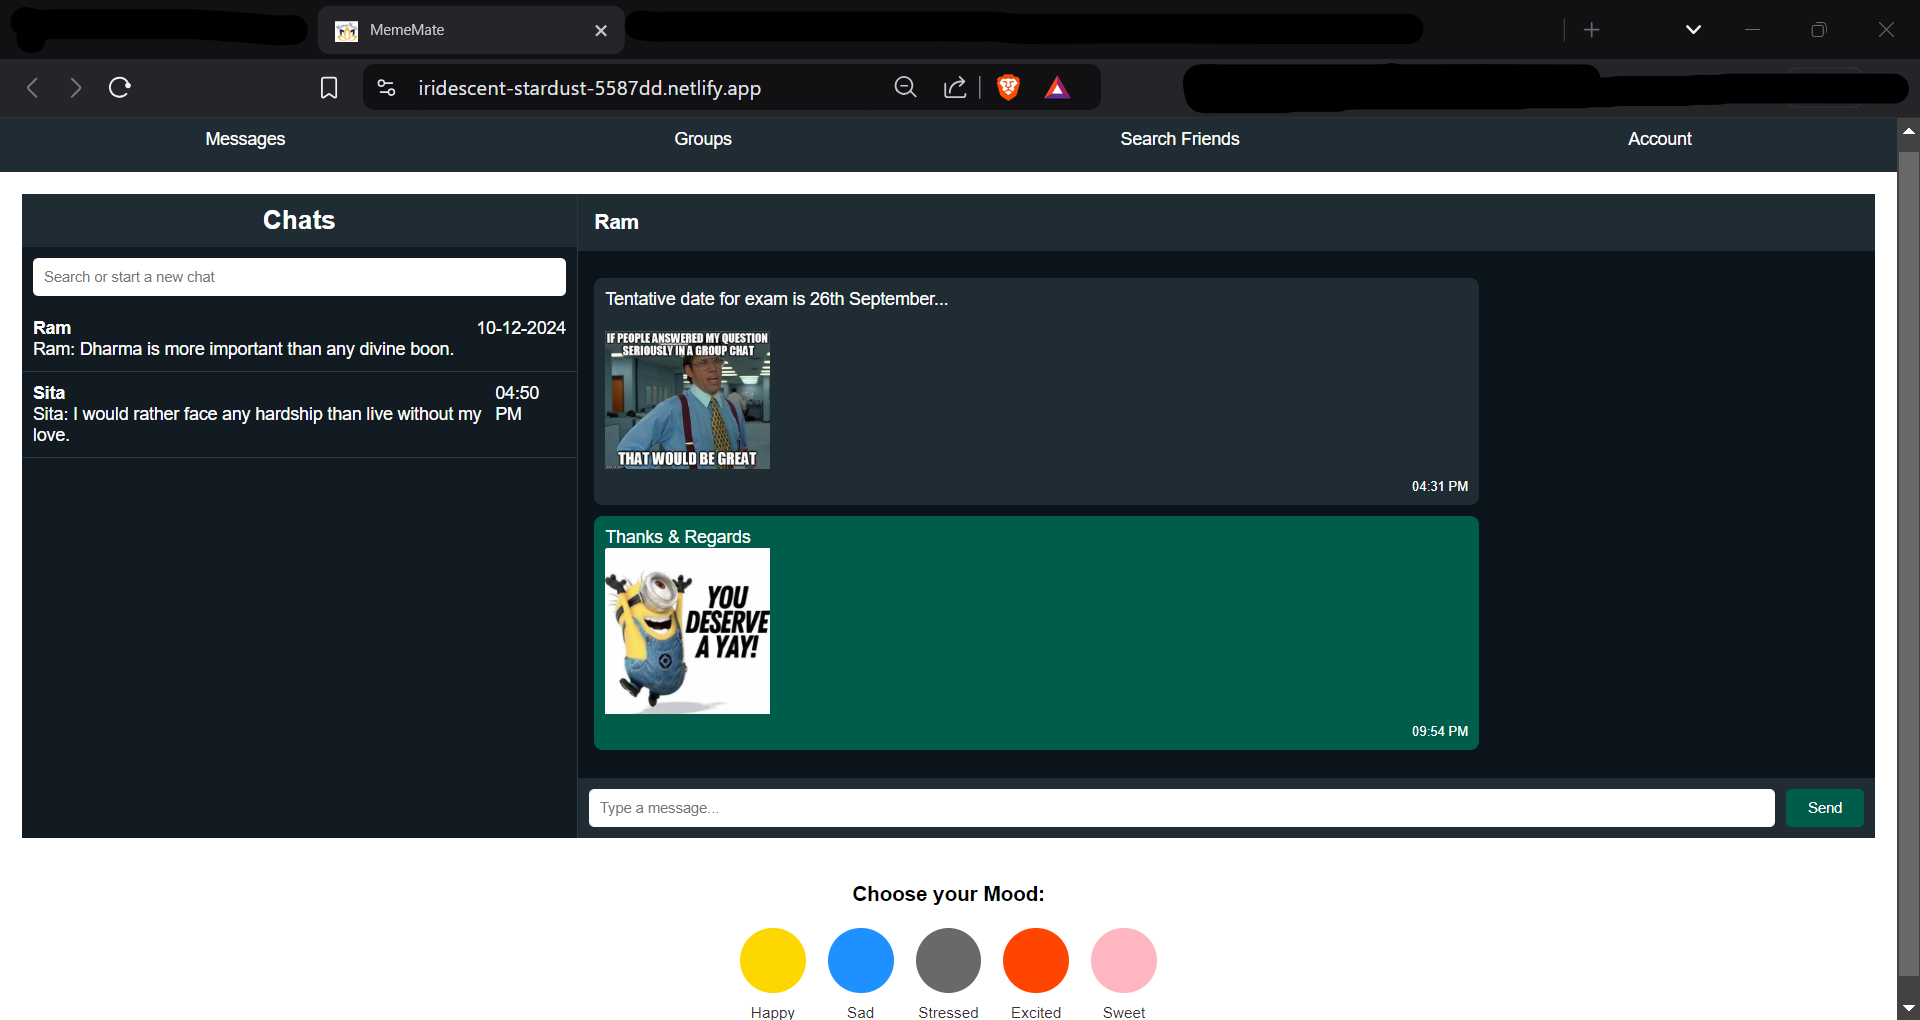 MemeMate
iridescent-stardust-5587dd.netlify.app
Messages Groups Search Friends Account
Chats
Search or start a new chat
Ram 10-12-2024
Ram: Dharma is more important than any divine boon.
Sita 04:50
Sita: I would rather face any hardship than live without my PM
love.
Ram
Tentative date for exam is 26th September...
IF PEOPLE ANSWERED MY QUESTION
SERIOUSLY IN A GROUP CHAT
THAT WOULD BE GREAT
04:31 PM
Thanks & Regards
YOU
DESERVE
A YAY!
09:54 PM
Type a message...
Send
Choose your Mood:
Happy Sad Stressed Excited Sweet